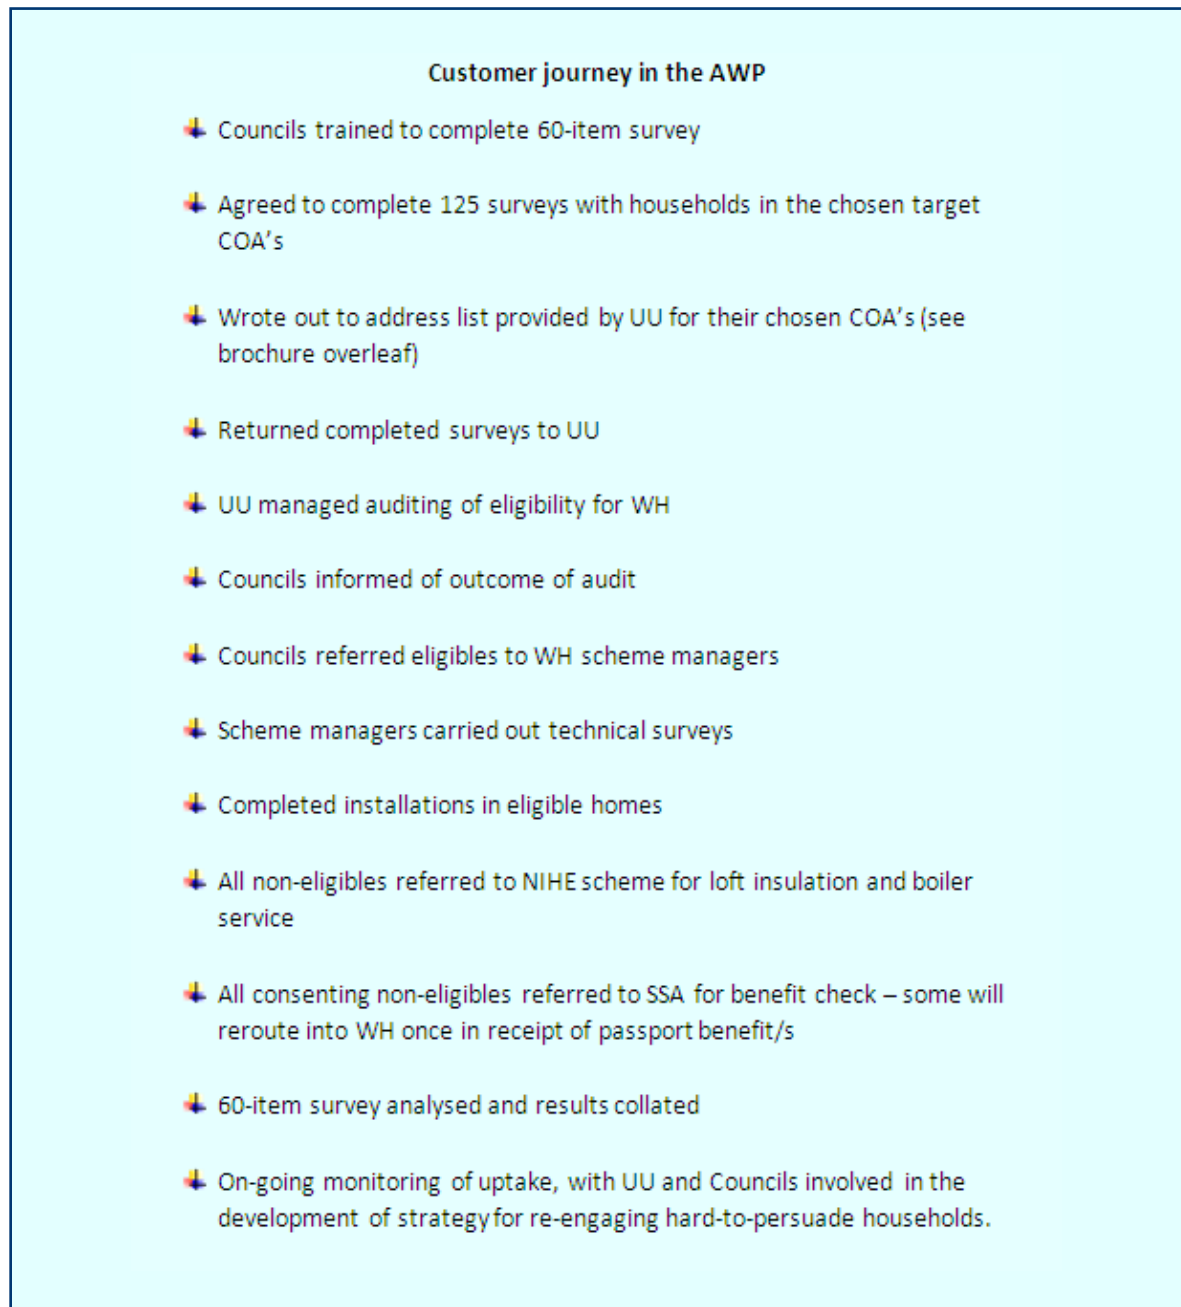 Customer journey in the AWP
Councils trained to complete 60-item survey
Agreed to complete 125 surveys with households in the chosen target
COA's
Wrote out to address list provided by UU for their chosen COA's (see
brochure overleaf)
Returned completed surveys to UU
UU managed auditing of eligibility for WH
Councils informed of outcome of audit
Councils referred eligibles to WH scheme managers
Scheme managers carried out technical surveys
Completed installations in eligible homes
All non-eligibles referred to NIHE scheme for loft insulation and boiler
service
All consenting non-eligibles referred to SSA for benefit check – some will
reroute into WH once in receipt of passport benefit/s
60-item survey analysed and results collated
On-going monitoring of uptake, with UU and Councils involved in the
development of strategy for re-engaging hard-to-persuade households.